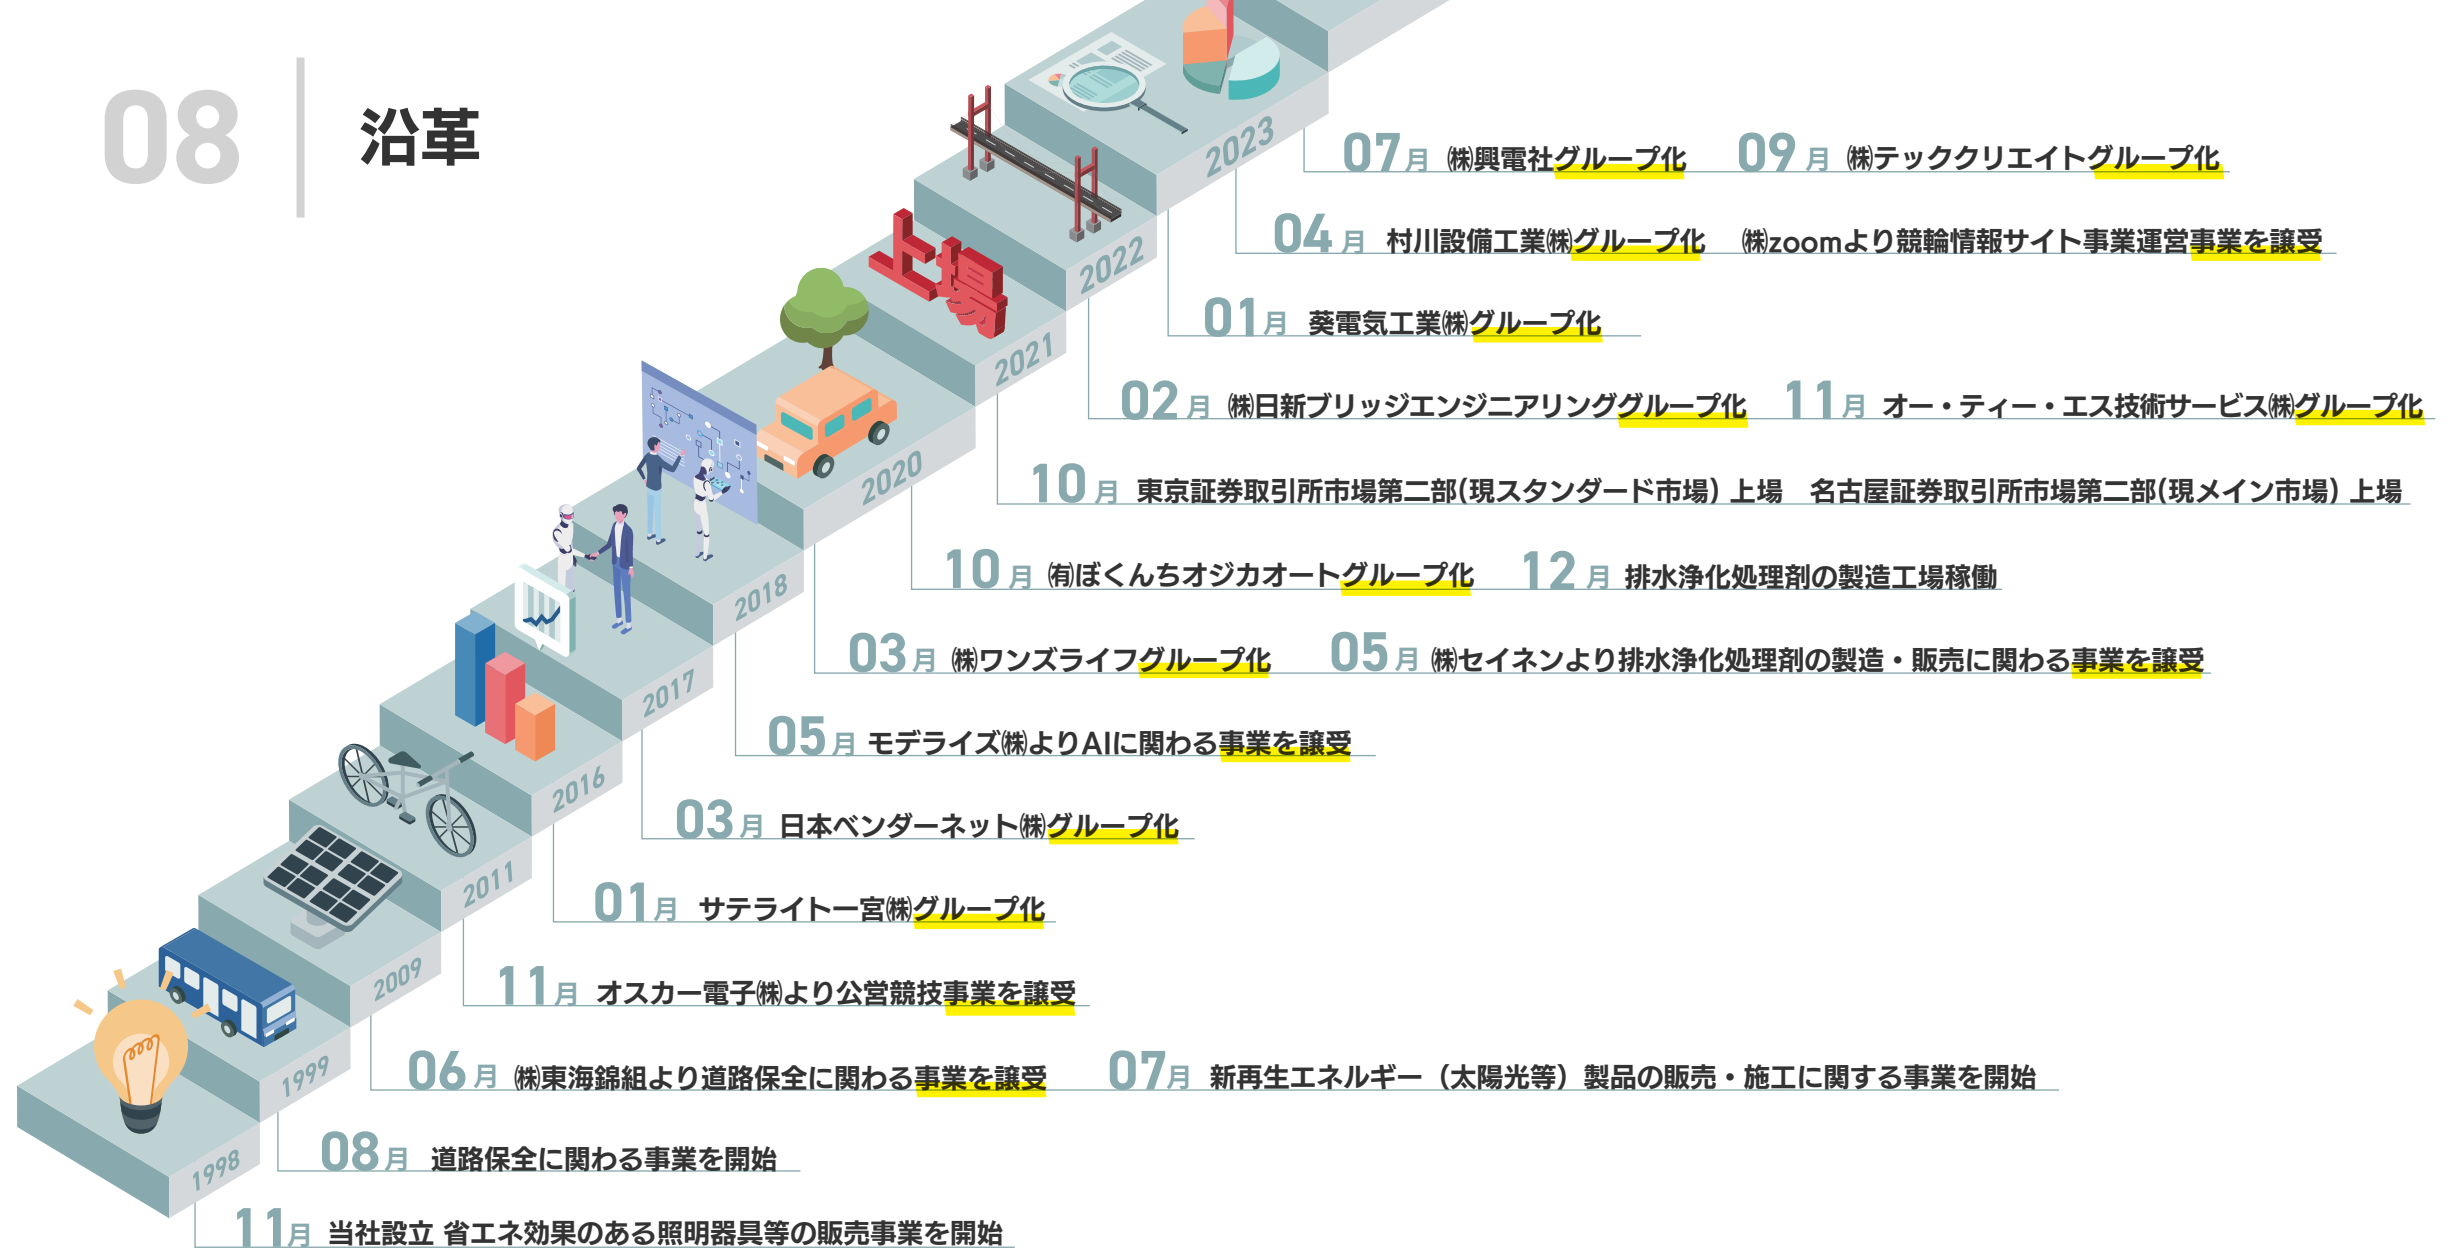 08
沿革
2023
07月 ㈱興電社グループ化 09月 ㈱テッククリエイトグループ化
04月 村川設備工業㈱グループ化 ㈱zoomより競輪情報サイト事業運営事業を譲受
2022
01月 葵電気工業㈱グループ化
上場
2021
02月 ㈱日新ブリッジエンジニアリンググループ化 11月 オー・ティー・エス技術サービス㈱グループ化
10月 東京証券取引所市場第二部(現スタンダード市場) 上場 名古屋証券取引所市場第二部(現メイン市場) 上場
2020
10月 ㈲ぼくんちオジカオートグループ化 12月 排水浄化処理剤の製造工場稼働
2018
03月 ㈱ワンズライフグループ化 05月 ㈱セイネンより排水浄化処理剤の製造・販売に関わる事業を譲受
2017
05月 モデライズ㈱よりAIに関わる事業を譲受
2016
03月 日本ベンダーネット㈱グループ化
2011
01月 サテライト一宮㈱グループ化
2009
11月 オスカー電子㈱より公営競技事業を譲受
1999
06月 ㈱東海錦組より道路保全に関わる事業を譲受 07月 新再生エネルギー（太陽光等）製品の販売・施工に関する事業を開始
1998
08月 道路保全に関わる事業を開始
11月 当社設立 省エネ効果のある照明器具等の販売事業を開始